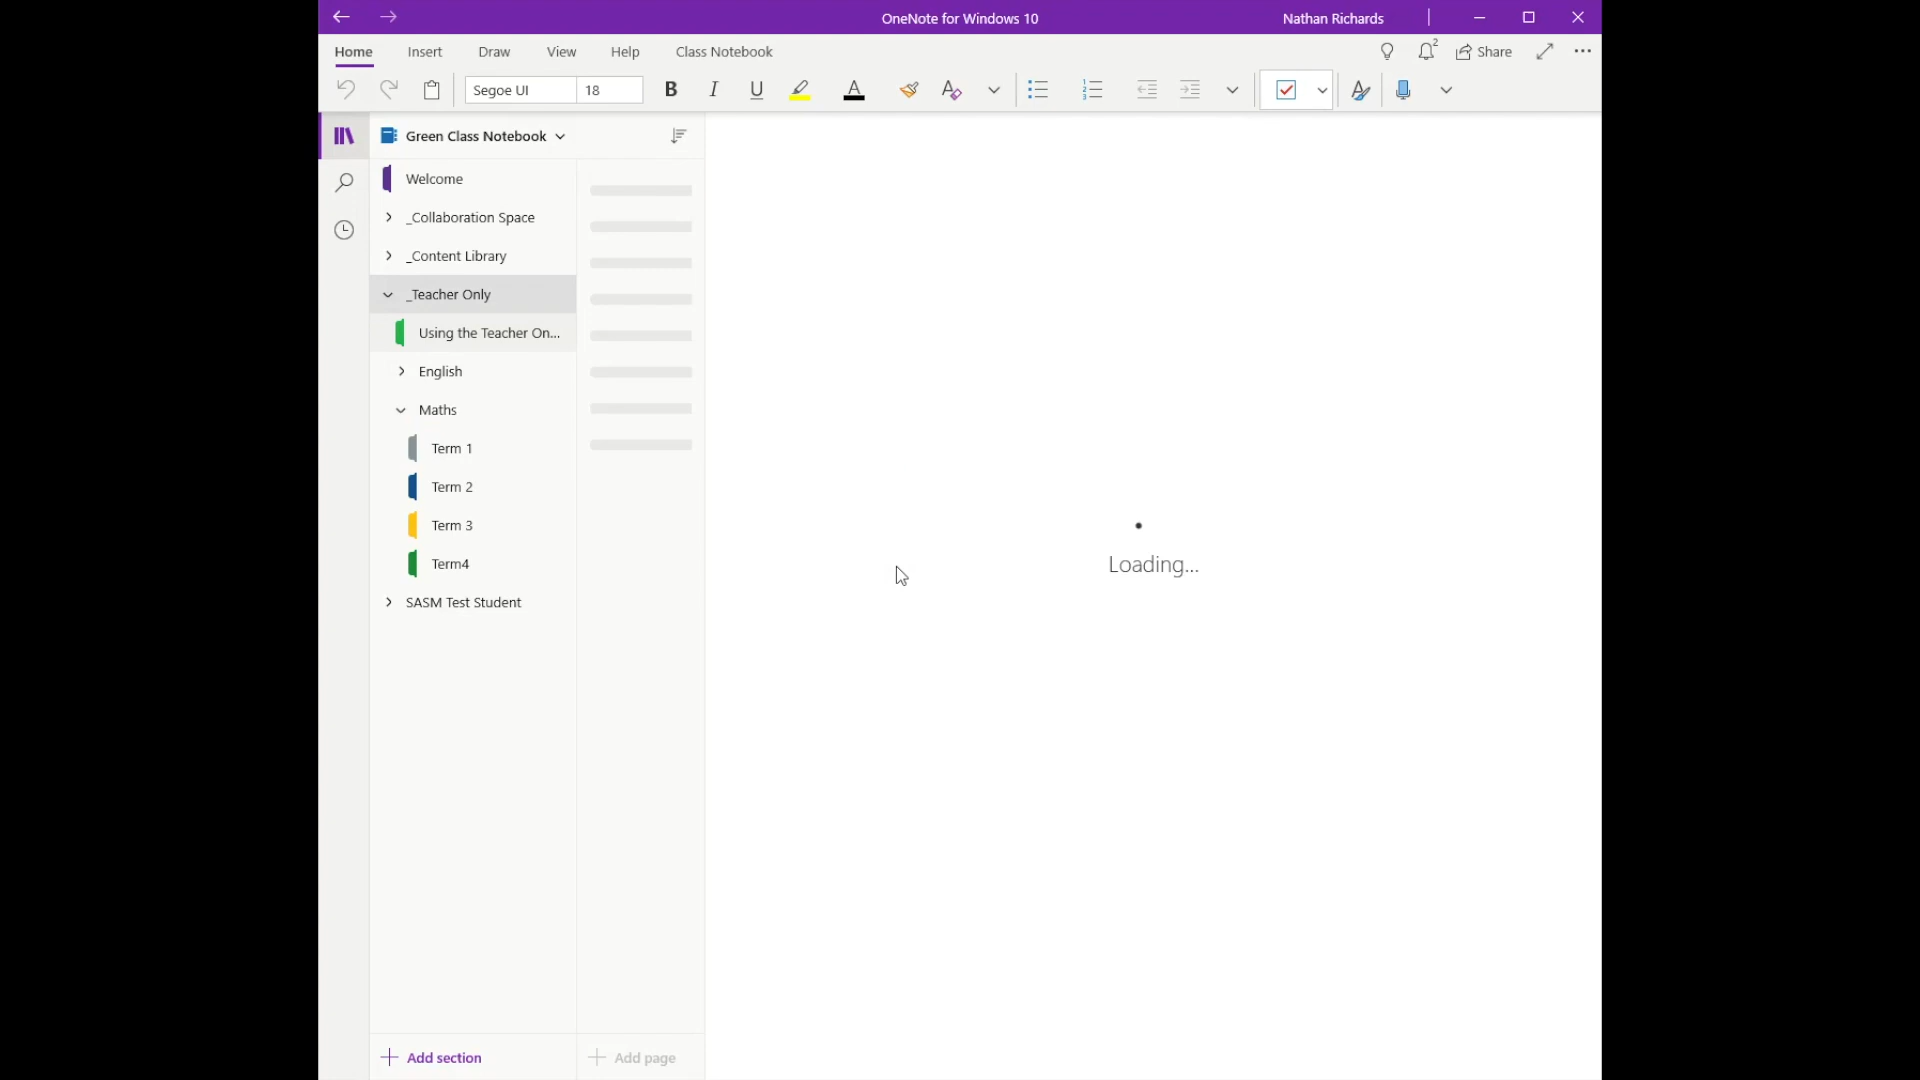 OneNote for Windows 10
Nathan Richards
Home Insert Draw View Help Class Notebook
2
Share
Segoe UI 18 B I U A A
Green Class Notebook
Welcome
_Collaboration Space
_Content Library
_Teacher Only
Using the Teacher On...
English
Maths
Term 1
Term 2
Term 3
Term4
SASM Test Student
Loading...
Add section
Add page